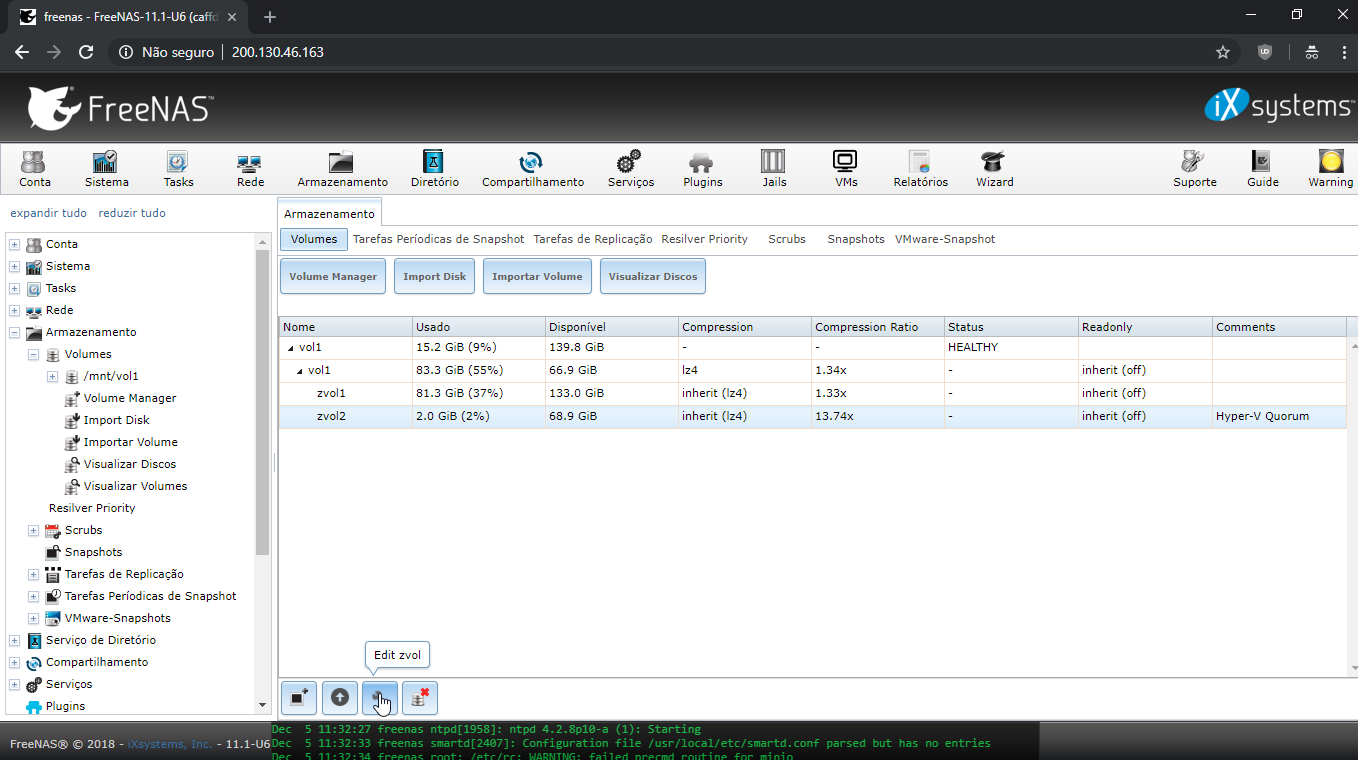 freenas - FreeNAS-11.1-U6 (caffd
Não seguro 200.130.46.163
FreeNAS™
iXsystems™
Conta Sistema Tasks Rede Armazenamento Diretório Compartilhamento Serviços Plugins Jails VMs Relatórios Wizard Suporte Guide Warning
expandir tudo reduzir tudo
Conta
Sistema
Tasks
Rede
Armazenamento
Volumes
/mnt/vol1
Volume Manager
Import Disk
Importar Volume
Visualizar Discos
Visualizar Volumes
Resilver Priority
Scrubs
Snapshots
Tarefas de Replicação
Tarefas Períodicas de Snapshot
VMware-Snapshots
Serviço de Diretório
Compartilhamento
Serviços
Plugins
Armazenamento
Volumes Tarefas Períodicas de Snapshot Tarefas de Replicação Resilver Priority Scrubs Snapshots VMware-Snapshot
Volume Manager Import Disk Importar Volume Visualizar Discos
Nome Usado Disponível Compression Compression Ratio Status Readonly Comments
vol1 15.2 GiB (9%) 139.8 GiB - - HEALTHY
vol1 83.3 GiB (55%) 66.9 GiB lz4 1.34x - inherit (off)
zvol1 81.3 GiB (37%) 133.0 GiB inherit (lz4) 1.33x - inherit (off)
zvol2 2.0 GiB (2%) 68.9 GiB inherit (lz4) 13.74x - inherit (off) Hyper-V Quorum
Edit zvol
FreeNAS® © 2018 - iXsystems, Inc. - 11.1-U6
Dec 5 11:32:27 freenas ntpd[1958]: ntpd 4.2.8p10-a (1): Starting
Dec 5 11:32:33 freenas smartd[2407]: Configuration file /usr/local/etc/smartd.conf parsed but has no entries
Dec 5 11:32:34 freenas root: /etc/rc: WARNING: failed precmd routine for minio